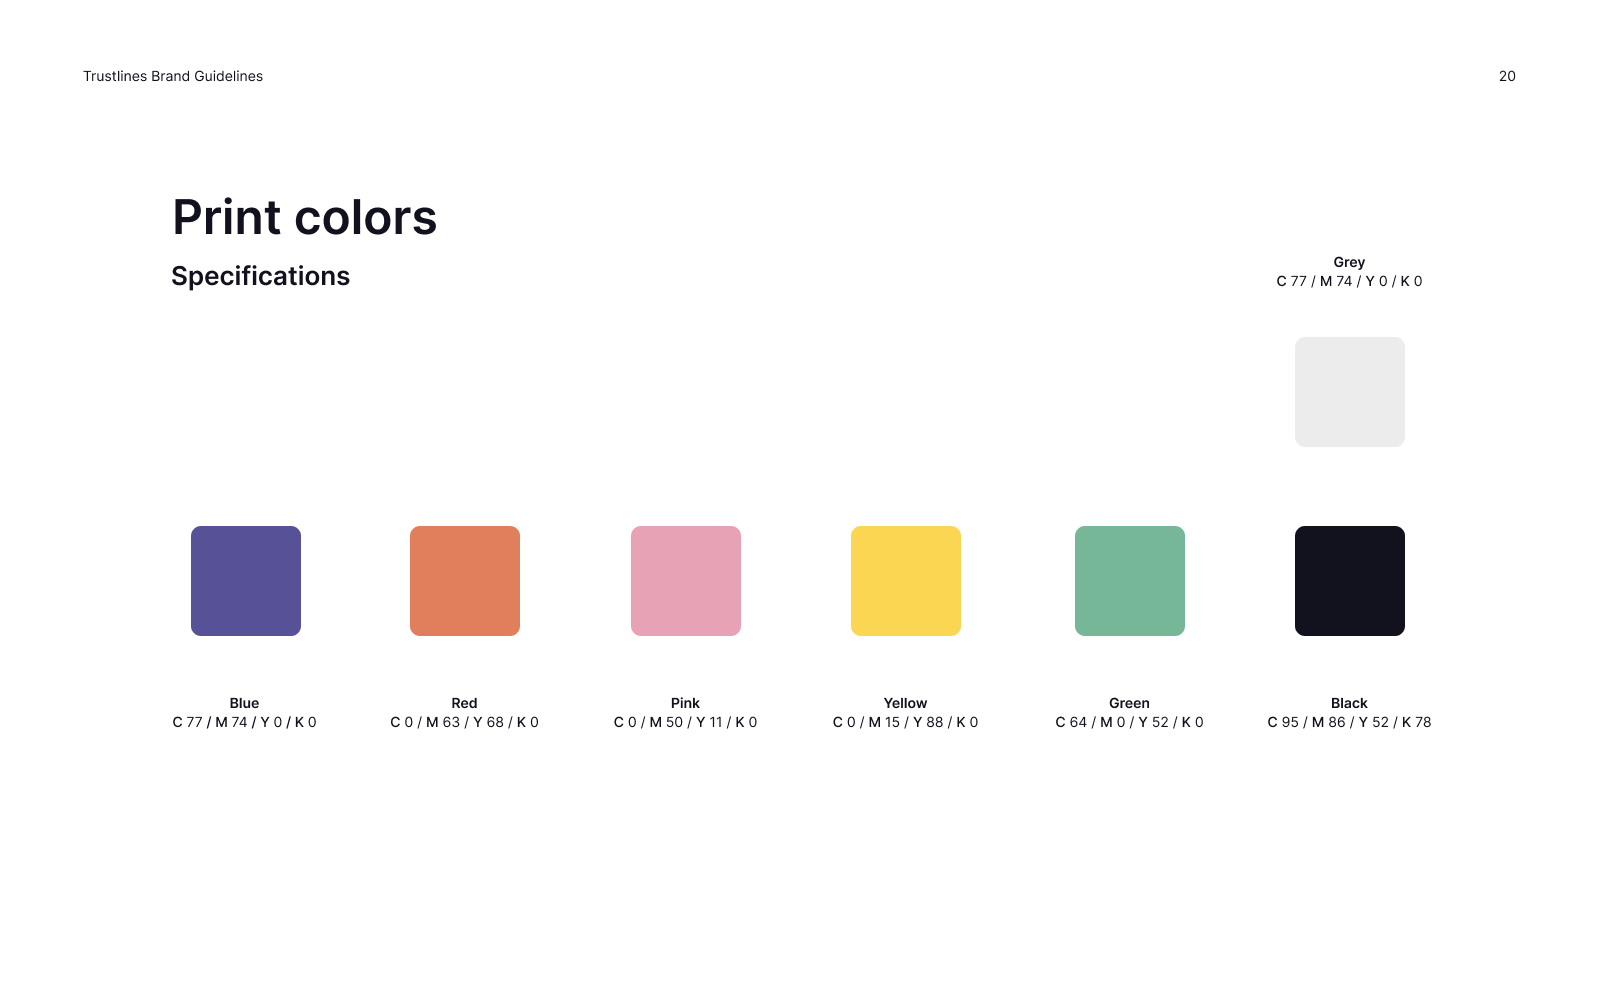 Trustlines Brand Guidelines
20
Print colors
Specifications
Grey
C 77 / M 74 / Y 0 / K 0
Blue
C 77 / M 74 / Y 0 / K 0
Red
C 0 / M 63 / Y 68 / K 0
Pink
C 0 / M 50 / Y 11 / K 0
Yellow
C 0 / M 15 / Y 88 / K 0
Green
C 64 / M 0 / Y 52 / K 0
Black
C 95 / M 86 / Y 52 / K 78